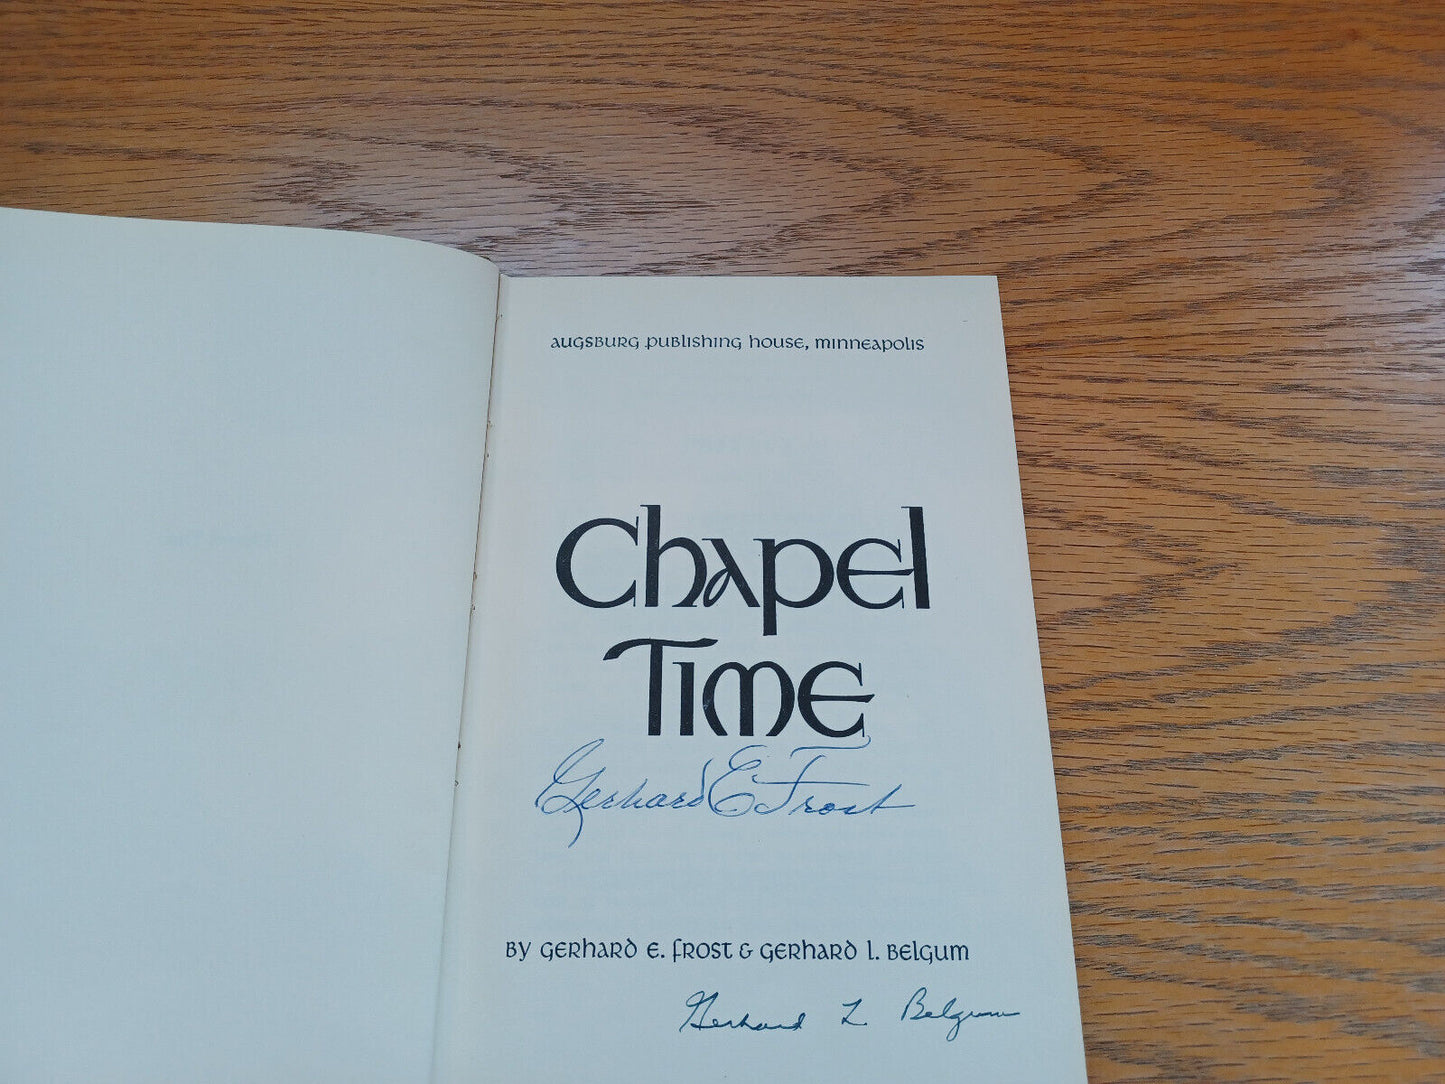 AUGSBURG PUBLISHING HOUSE, MINNEAPOLIS
Chapel
Time
Gerhard E Frost
BY GERHARD E. FROST & GERHARD L. BELGUM
Gerhard L Belgum